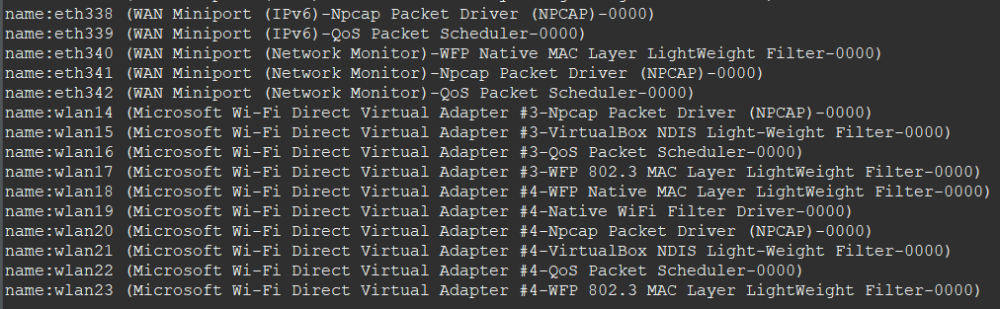 name:eth338 (WAN Miniport (IPv6)-Npcap Packet Driver (NPCAP)-0000)
name:eth339 (WAN Miniport (IPv6)-QoS Packet Scheduler-0000)
name:eth340 (WAN Miniport (Network Monitor)-WFP Native MAC Layer LightWeight Filter-0000)
name:eth341 (WAN Miniport (Network Monitor)-Npcap Packet Driver (NPCAP)-0000)
name:eth342 (WAN Miniport (Network Monitor)-QoS Packet Scheduler-0000)
name:wlan14 (Microsoft Wi-Fi Direct Virtual Adapter #3-Npcap Packet Driver (NPCAP)-0000)
name:wlan15 (Microsoft Wi-Fi Direct Virtual Adapter #3-VirtualBox NDIS Light-Weight Filter-0000)
name:wlan16 (Microsoft Wi-Fi Direct Virtual Adapter #3-QoS Packet Scheduler-0000)
name:wlan17 (Microsoft Wi-Fi Direct Virtual Adapter #3-WFP 802.3 MAC Layer LightWeight Filter-0000)
name:wlan18 (Microsoft Wi-Fi Direct Virtual Adapter #4-WFP Native MAC Layer LightWeight Filter-0000)
name:wlan19 (Microsoft Wi-Fi Direct Virtual Adapter #4-Native WiFi Filter Driver-0000)
name:wlan20 (Microsoft Wi-Fi Direct Virtual Adapter #4-Npcap Packet Driver (NPCAP)-0000)
name:wlan21 (Microsoft Wi-Fi Direct Virtual Adapter #4-VirtualBox NDIS Light-Weight Filter-0000)
name:wlan22 (Microsoft Wi-Fi Direct Virtual Adapter #4-QoS Packet Scheduler-0000)
name:wlan23 (Microsoft Wi-Fi Direct Virtual Adapter #4-WFP 802.3 MAC Layer LightWeight Filter-0000)